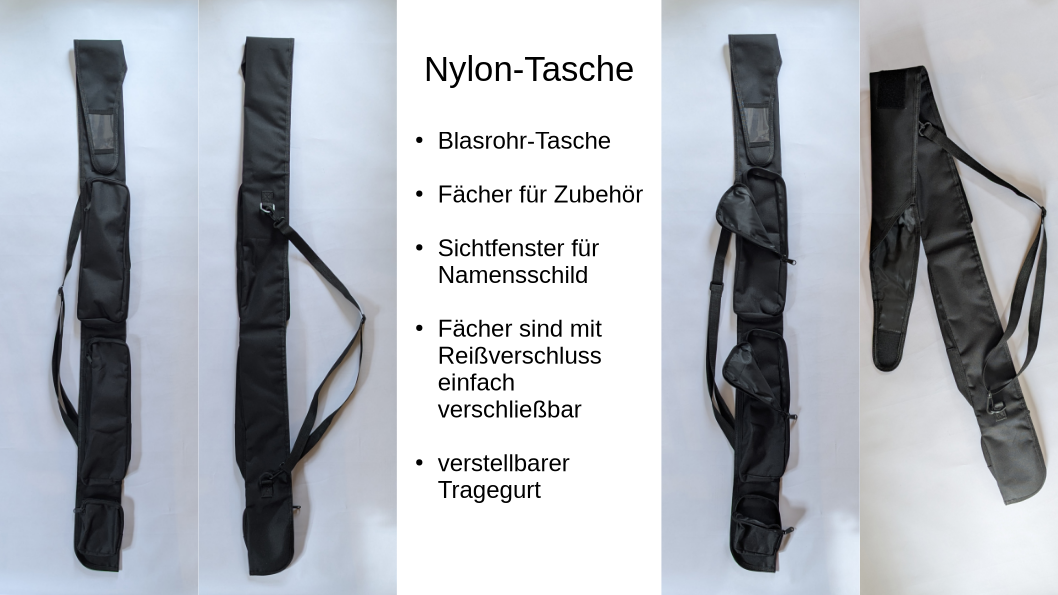 Nylon-Tasche
• Blasrohr-Tasche
• Fächer für Zubehör
• Sichtfenster für
Namensschild
• Fächer sind mit
Reißverschluss
einfach
verschließbar
• verstellbarer
Tragegurt